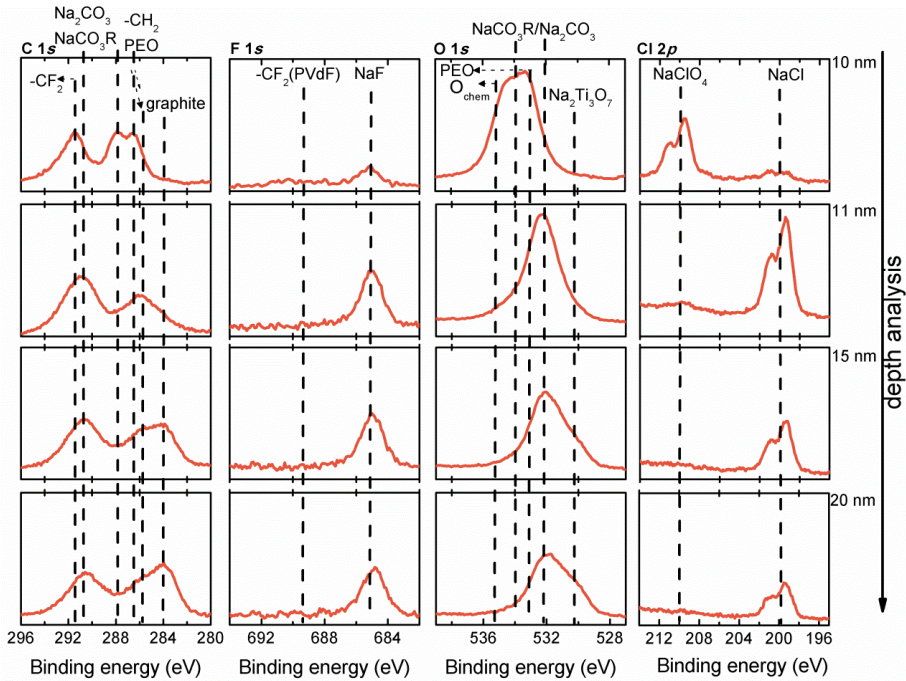 Na₂CO₃
NaCO₃R
-CH₂
PEO
NaCO₃R/Na₂CO₃
C 1s
F 1s
O 1s
Cl 2p
-CF₂
graphite
-CF₂(PVdF)
NaF
PEO
O chem
Na₂Ti₃O₇
NaClO₄
NaCl
10 nm
11 nm
15 nm
20 nm
depth analysis
296 292 288 284 280
692 688 684
536 532 528
212 208 204 200 196
Binding energy (eV)
Binding energy (eV)
Binding energy (eV)
Binding energy (eV)